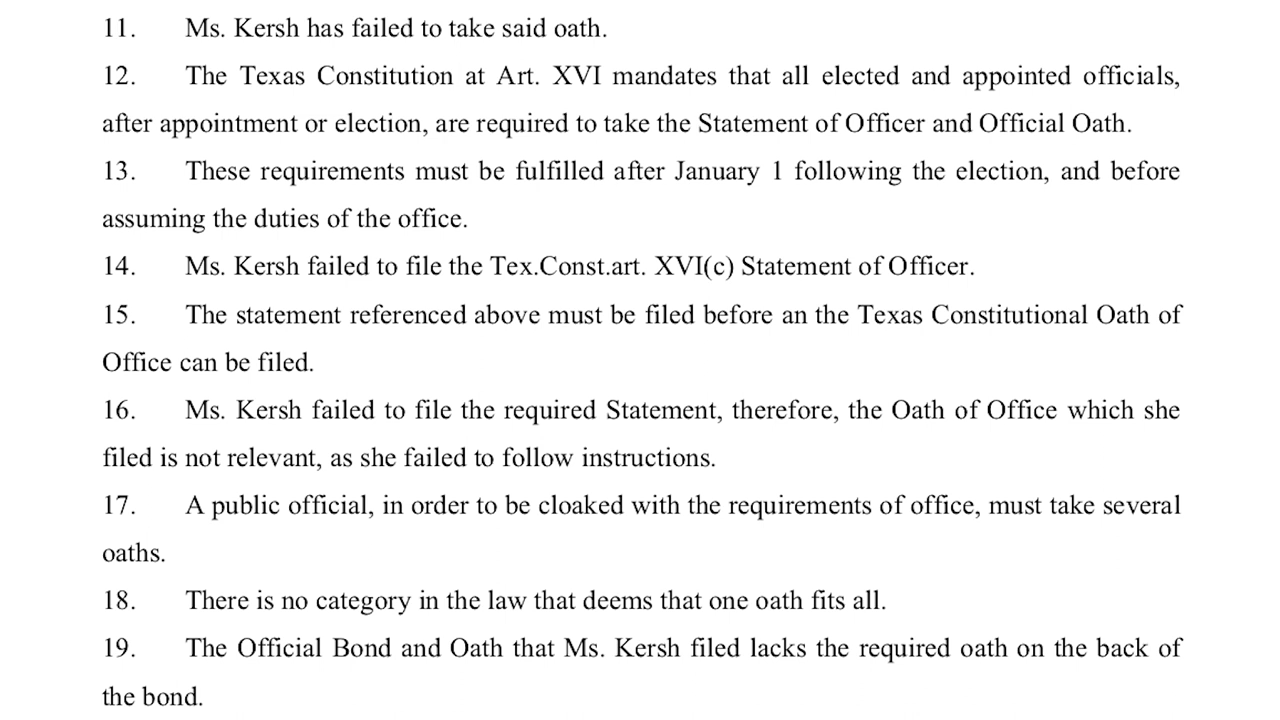 11. Ms. Kersh has failed to take said oath.
12. The Texas Constitution at Art. XVI mandates that all elected and appointed officials,
after appointment or election, are required to take the Statement of Officer and Official Oath.
13. These requirements must be fulfilled after January 1 following the election, and before
assuming the duties of the office.
14. Ms. Kersh failed to file the Tex.Const.art. XVI(c) Statement of Officer.
15. The statement referenced above must be filed before an the Texas Constitutional Oath of
Office can be filed.
16. Ms. Kersh failed to file the required Statement, therefore, the Oath of Office which she
filed is not relevant, as she failed to follow instructions.
17. A public official, in order to be cloaked with the requirements of office, must take several
oaths.
18. There is no category in the law that deems that one oath fits all.
19. The Official Bond and Oath that Ms. Kersh filed lacks the required oath on the back of
the bond.